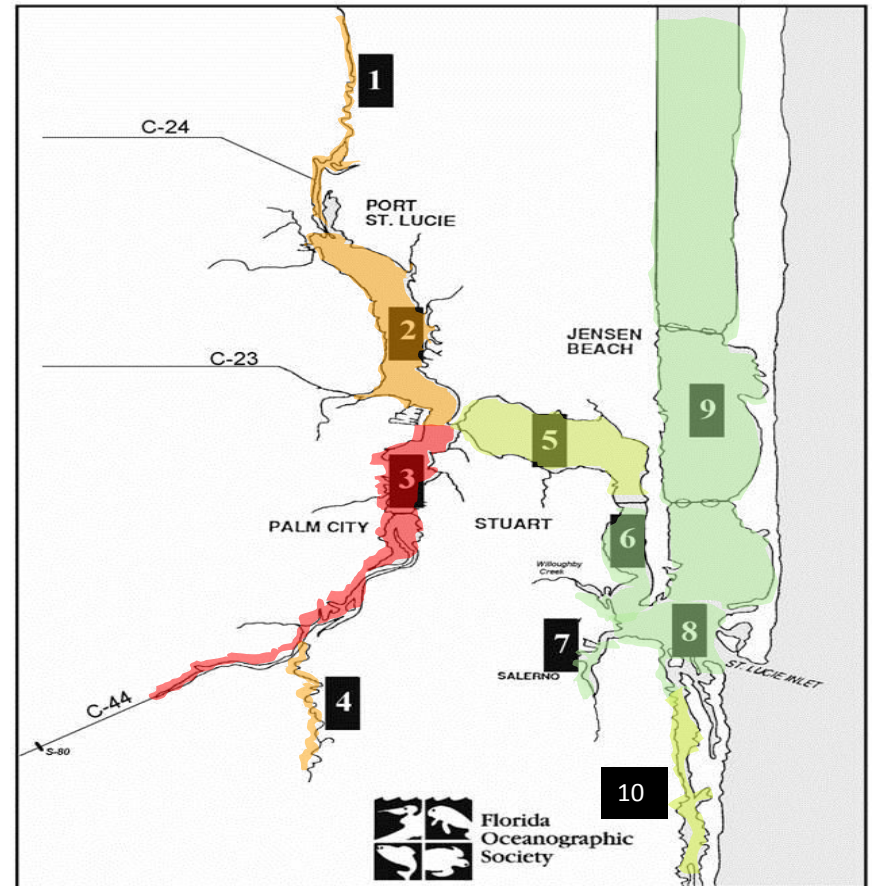 1
C-24
PORT
ST. LUCIE
2
JENSEN
BEACH
C-23
9
5
3
PALM CITY
STUART
6
Willoughby
Creek
7
8
SALERNO
ST. LUCIE INLET
4
C-44
S-80
10
Florida
Oceanographic
Society